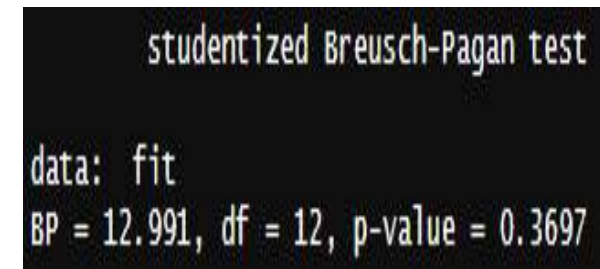 studentized Breusch-Pagan test
data: fit
BP = 12.991, df = 12, p-value = 0.3697